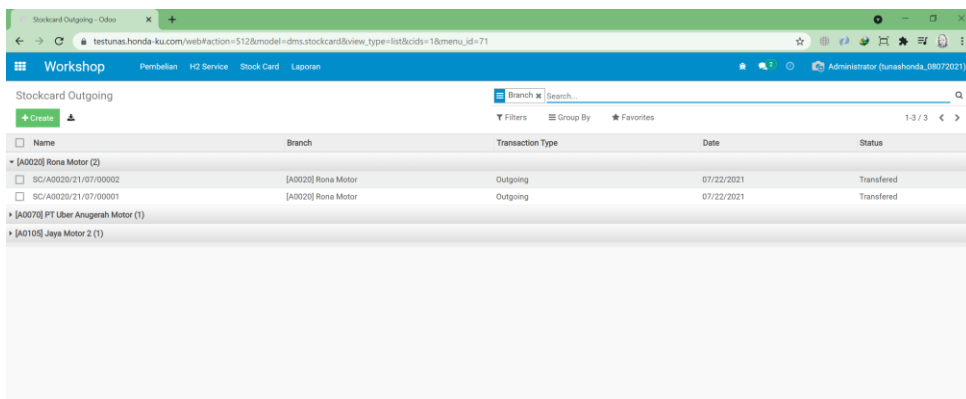 Stockcard Outgoing - Odoo
testunas.honda-ku.com/web#action=512&model=dms.stockcard&view_type=list&cids=1&menu_id=71
Workshop Pembelian H2 Service Stock Card Laporan 2 Administrator (tunashonda_08072021)
Stockcard Outgoing Branch Search...
Create Filters Group By Favorites 1-3 / 3
Name Branch Transaction Type Date Status
[A0020] Rona Motor (2)
SC/A0020/21/07/00002 [A0020] Rona Motor Outgoing 07/22/2021 Transfered
SC/A0020/21/07/00001 [A0020] Rona Motor Outgoing 07/22/2021 Transfered
[A0070] PT Uber Anugerah Motor (1)
[A0105] Jaya Motor 2 (1)